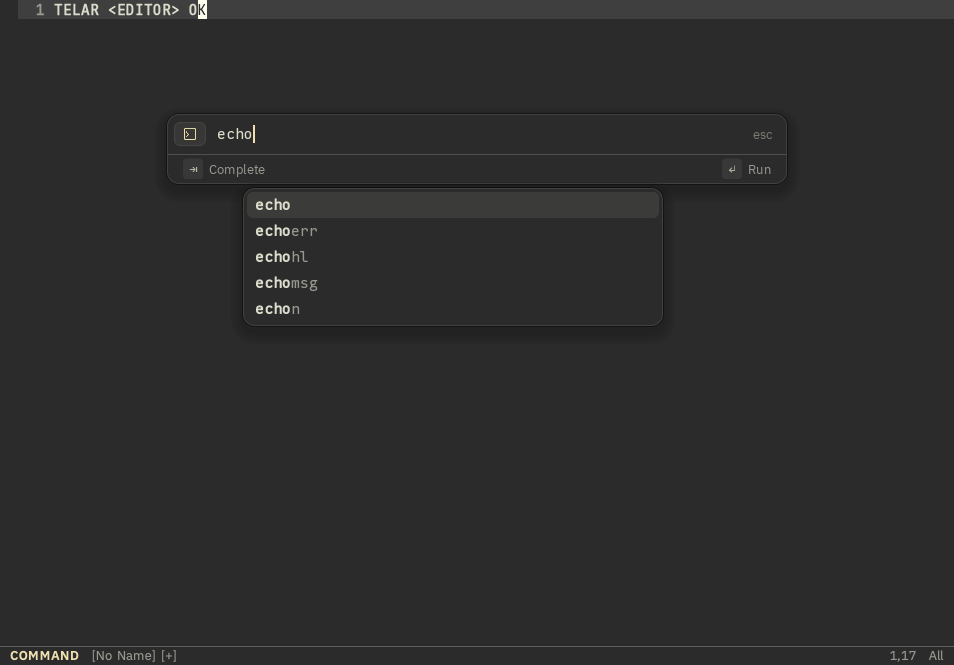 1 TELAR <EDITOR> OK
echo esc
Complete Run
echo
echoerr
echohl
echomsg
echon
COMMAND [No Name] [+] 1,17 All